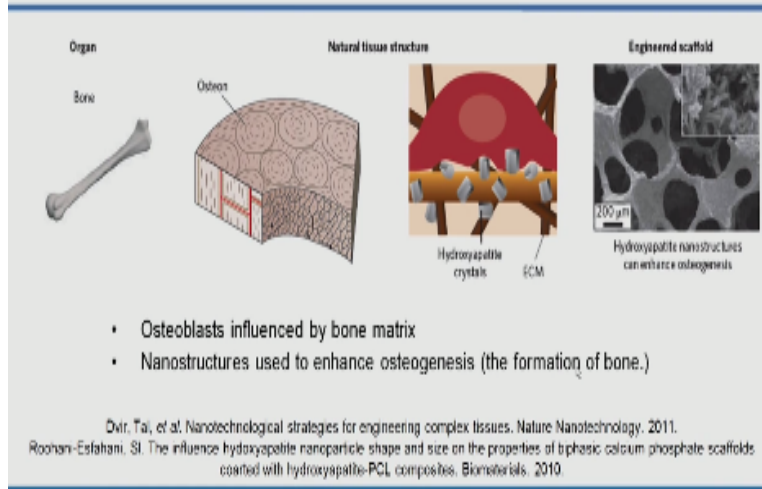 Organ
Natural tissue structure
Engineered scaffold
Bone
Osteon
200 μm
Hydroxyapatite
crystals
ECM
Hydroxyapatite nanostructures
can enhance osteogenesis
• Osteoblasts influenced by bone matrix
• Nanostructures used to enhance osteogenesis (the formation of bone.)
Dvir, Tal, et al. Nanotechnological strategies for engineering complex tissues. Nature Nanotechnology. 2011.
Roohani-Esfahani, SI. The influence hydoxyapatite nanoparticle shape and size on the properties of biphasic calcium phosphate scaffolds
coarted with hydroxyapatite-PCL composites. Biomaterials. 2010.